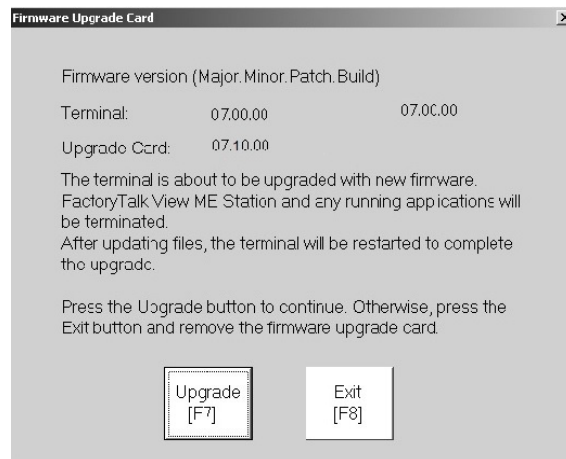 Firmware Upgrade Card
Firmware version (Major.Minor.Patch.Build)
Terminal: 07.00.00 07.00.00
Upgrade Card: 07.10.00
The terminal is about to be upgraded with new firmware.
FactoryTalk View ME Station and any running applications will
be terminated.
After updating files, the terminal will be restarted to complete
the upgrade.
Press the Upgrade button to continue. Otherwise, press the
Exit button and remove the firmware upgrade card.
Upgrade
[F7]
Exit
[F8]